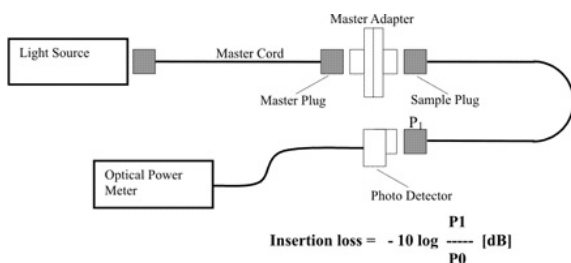 Master Adapter
Light Source
Master Cord
Master Plug
Sample Plug
P1
Optical Power
Meter
Photo Detector
P1
Insertion loss = - 10 log ----- [dB]
P0